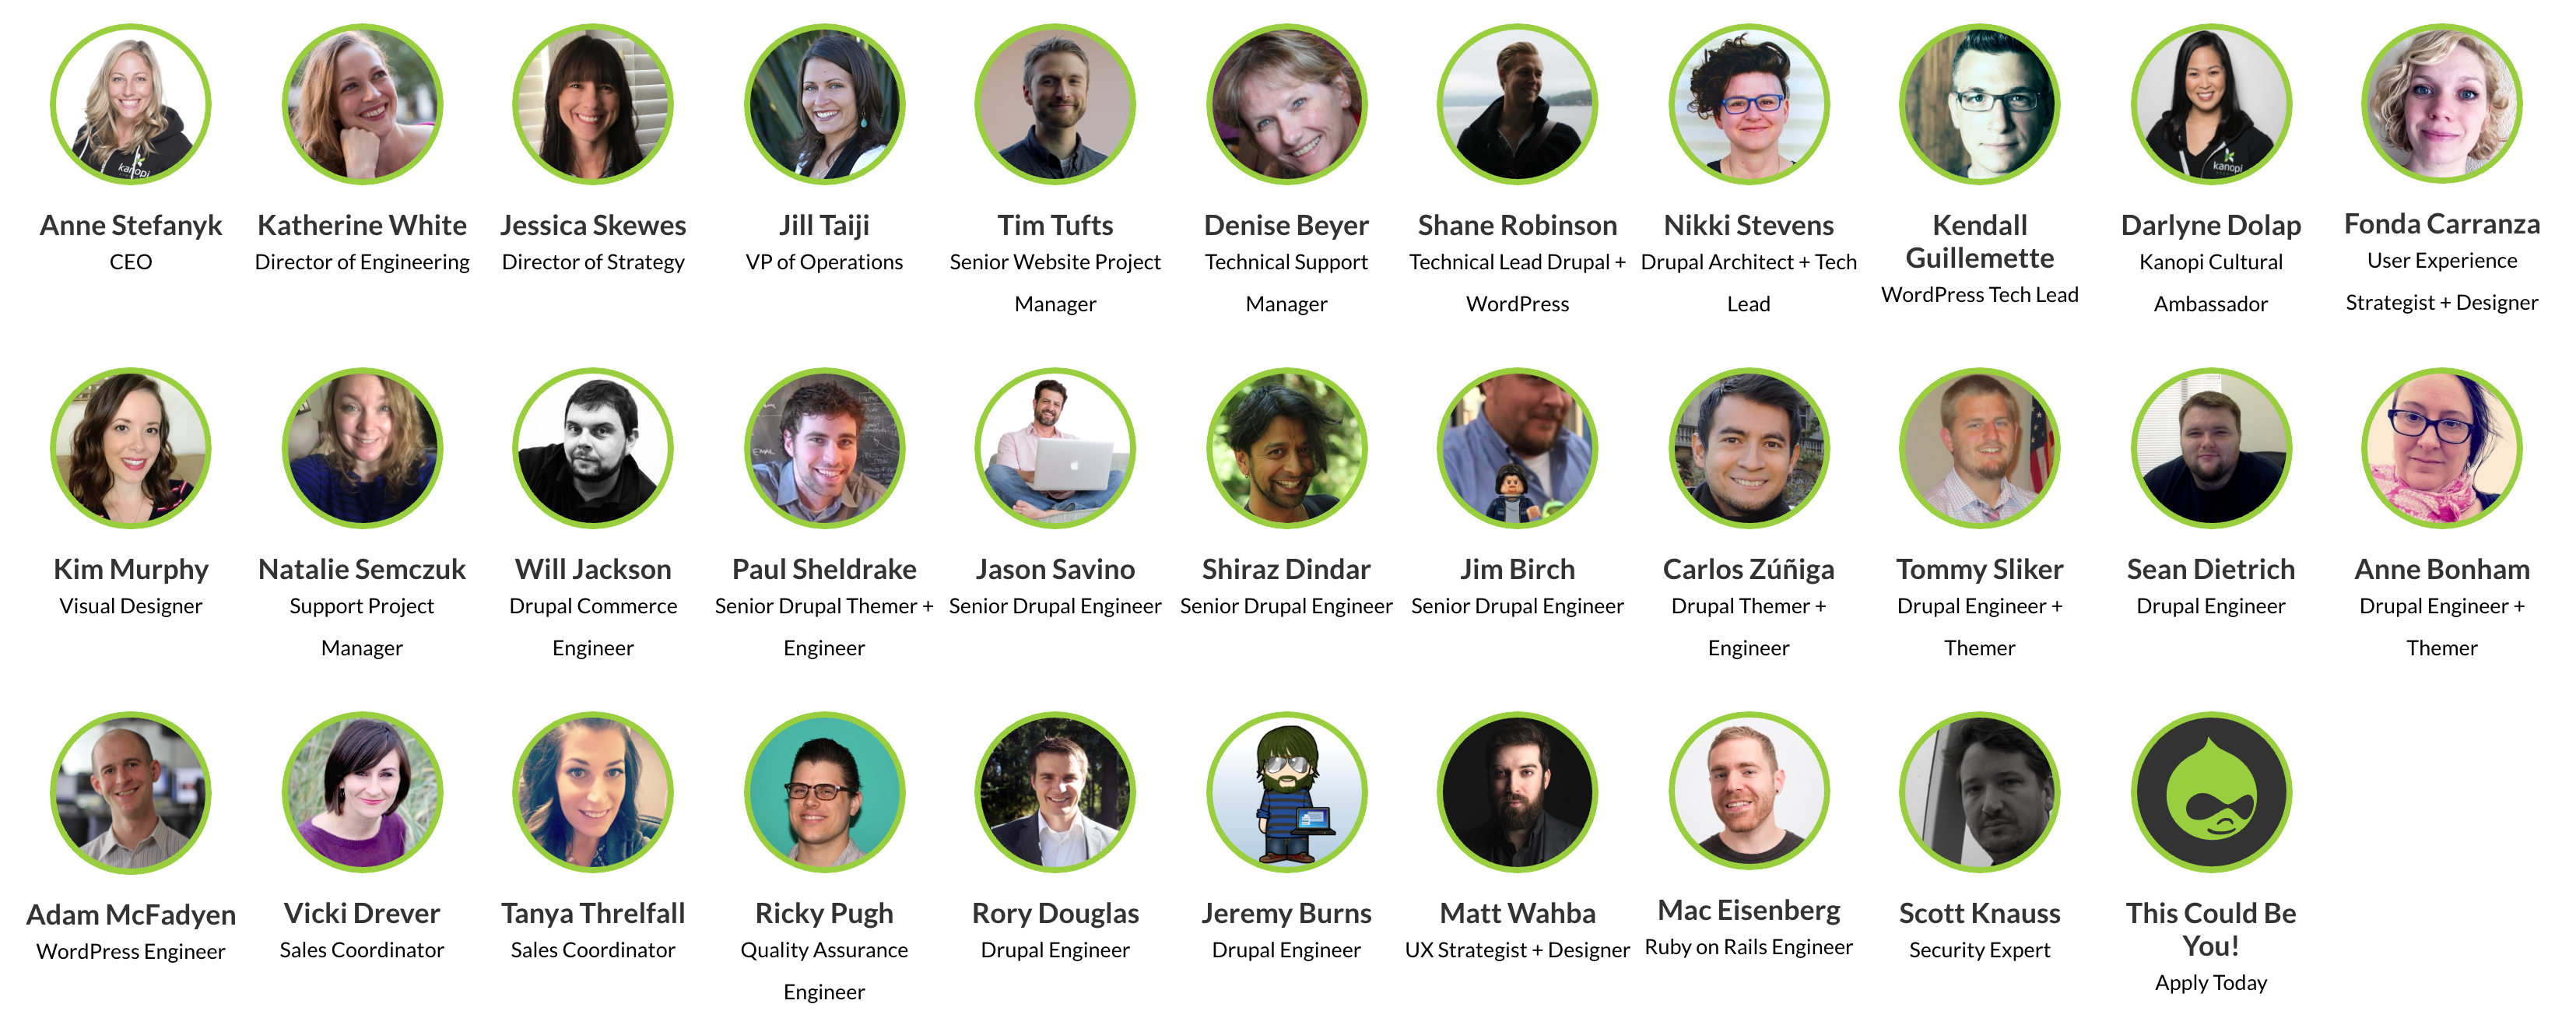 kanopi
kanopi
Anne Stefanyk
CEO
Katherine White
Director of Engineering
Jessica Skewes
Director of Strategy
Jill Taiji
VP of Operations
Tim Tufts
Senior Website Project
Manager
Denise Beyer
Technical Support
Manager
Shane Robinson
Technical Lead Drupal +
WordPress
Nikki Stevens
Drupal Architect + Tech
Lead
Kendall
Guillemette
WordPress Tech Lead
Darlyne Dolap
Kanopi Cultural
Ambassador
Fonda Carranza
User Experience
Strategist + Designer
EMAIL
Kim Murphy
Visual Designer
Natalie Semczuk
Support Project
Manager
Will Jackson
Drupal Commerce
Engineer
Paul Sheldrake
Senior Drupal Themer +
Engineer
Jason Savino
Senior Drupal Engineer
Shiraz Dindar
Senior Drupal Engineer
Jim Birch
Senior Drupal Engineer
Carlos Zúñiga
Drupal Themer +
Engineer
Tommy Sliker
Drupal Engineer +
Themer
Sean Dietrich
Drupal Engineer
Anne Bonham
Drupal Engineer +
Themer
Adam McFadyen
WordPress Engineer
Vicki Drever
Sales Coordinator
Tanya Threlfall
Sales Coordinator
Ricky Pugh
Quality Assurance
Engineer
Rory Douglas
Drupal Engineer
Jeremy Burns
Drupal Engineer
Matt Wahba
UX Strategist + Designer
Mac Eisenberg
Ruby on Rails Engineer
Scott Knauss
Security Expert
This Could Be
You!
Apply Today